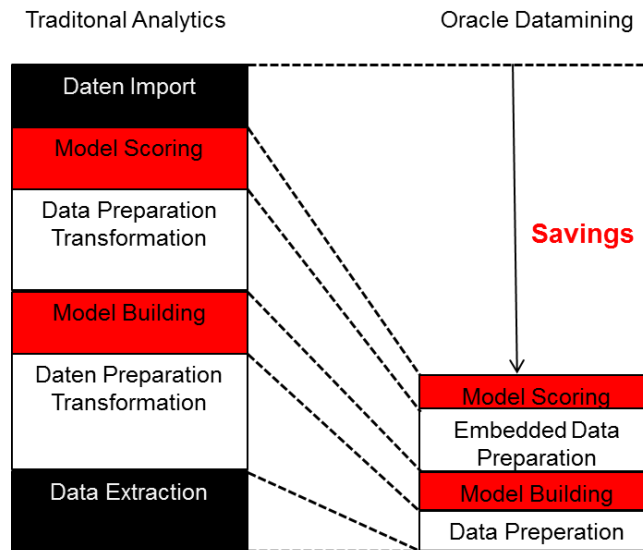 Traditonal Analytics
Oracle Datamining
Daten Import
Model Scoring
Data Preparation
Transformation
Model Building
Daten Preparation
Transformation
Data Extraction
Savings
Model Scoring
Embedded Data
Preparation
Model Building
Data Preperation